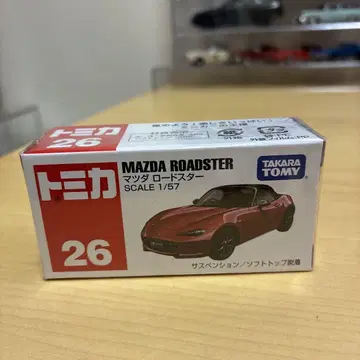 トミカ
26
トミカ
26
MAZDA ROADSTER
マツダ ロードスター
SCALE 1/57
TAKARA
TOMY
サスペンション/ソフトトップ脱着